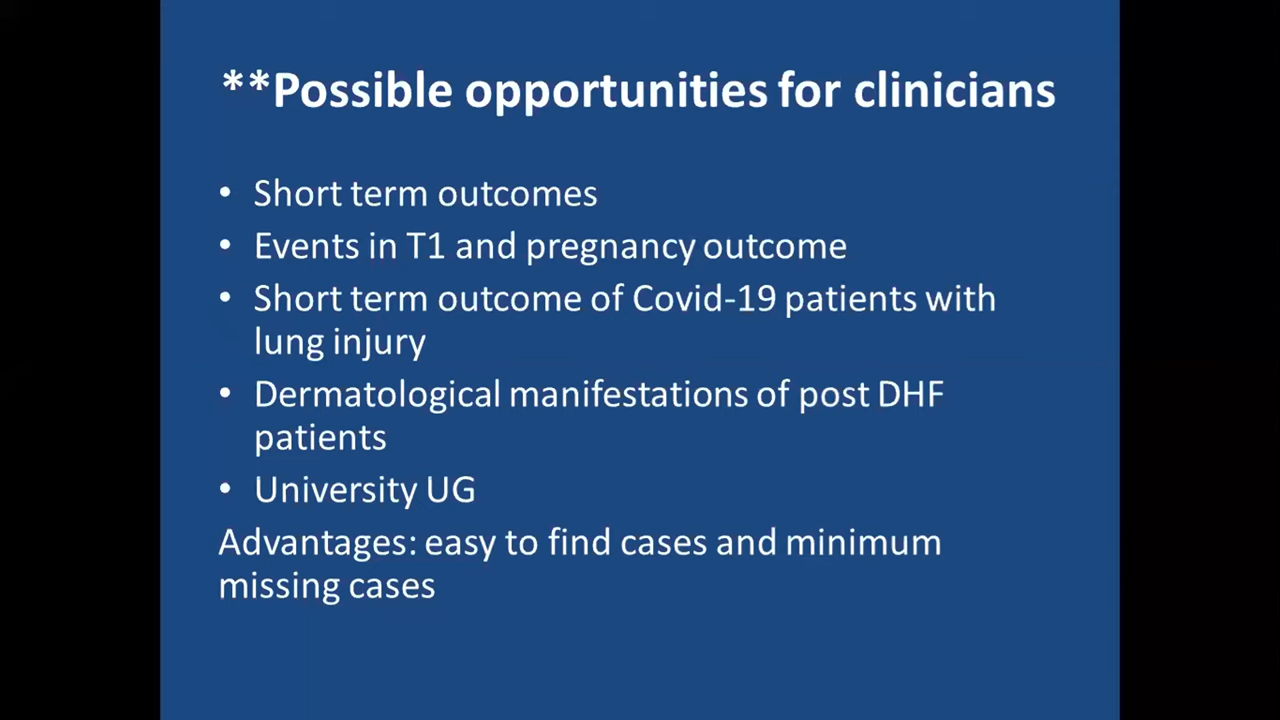 **Possible opportunities for clinicians
• Short term outcomes
• Events in T1 and pregnancy outcome
• Short term outcome of Covid-19 patients with
lung injury
• Dermatological manifestations of post DHF
patients
• University UG
Advantages: easy to find cases and minimum
missing cases